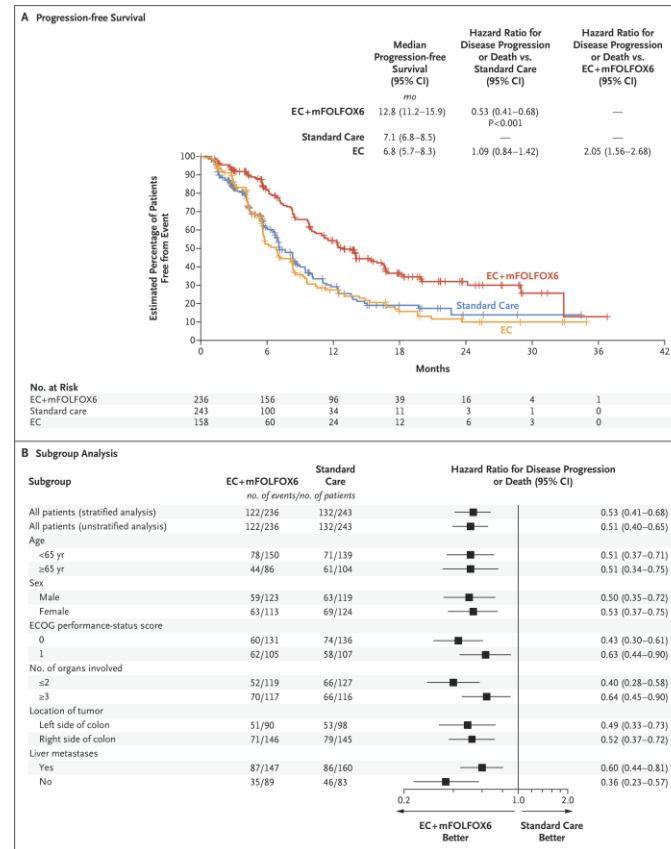 A Progression-free Survival
Median Progression-free Survival (95% CI)
Hazard Ratio for Disease Progression or Death vs. Standard Care (95% CI)
Hazard Ratio for Disease Progression or Death vs. EC+mFOLFOX6 (95% CI)
mo
EC+mFOLFOX6 12.8 (11.2–15.9) 0.53 (0.41–0.68) —
P<0.001
Standard Care 7.1 (6.8–8.5) — —
EC 6.8 (5.7–8.3) 1.09 (0.84–1.42) 2.05 (1.56–2.68)
Estimated Percentage of Patients Free from Event
100
90
80
70
60
50
40
30
20
10
0
EC+mFOLFOX6
Standard Care
EC
0 6 12 18 24 30 36 42
Months
No. at Risk
EC+mFOLFOX6 236 156 96 39 16 4 1
Standard care 243 100 34 11 3 1 0
EC 158 60 24 12 6 3 0
B Subgroup Analysis
Subgroup EC+mFOLFOX6 Standard Care Hazard Ratio for Disease Progression or Death (95% CI)
no. of events/no. of patients
All patients (stratified analysis) 122/236 132/243 0.53 (0.41–0.68)
All patients (unstratified analysis) 122/236 132/243 0.51 (0.40–0.65)
Age
<65 yr 78/150 71/139 0.51 (0.37–0.71)
≥65 yr 44/86 61/104 0.51 (0.34–0.75)
Sex
Male 59/123 63/119 0.50 (0.35–0.72)
Female 63/113 69/124 0.53 (0.37–0.75)
ECOG performance-status score
0 60/131 74/136 0.43 (0.30–0.61)
1 62/105 58/107 0.63 (0.44–0.90)
No. of organs involved
≤2 52/119 66/127 0.40 (0.28–0.58)
≥3 70/117 66/116 0.64 (0.45–0.90)
Location of tumor
Left side of colon 51/90 53/98 0.49 (0.33–0.73)
Right side of colon 71/146 79/145 0.52 (0.37–0.72)
Liver metastases
Yes 87/147 86/160 0.60 (0.44–0.81)
No 35/89 46/83 0.36 (0.23–0.57)
0.2 1.0 2.0
EC+mFOLFOX6 Better
Standard Care Better